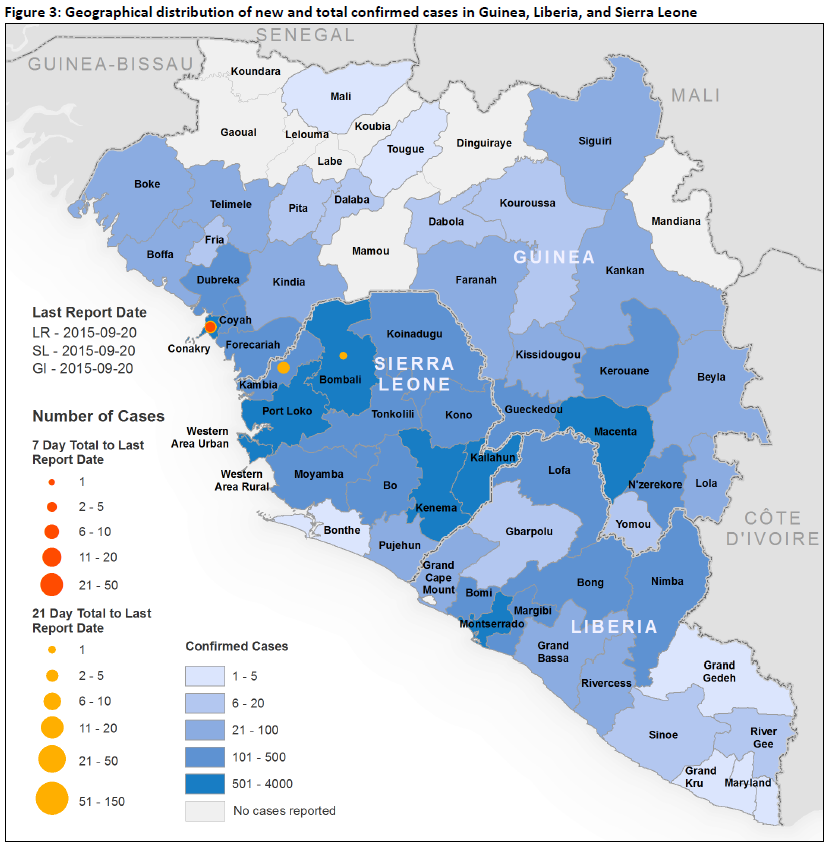 Figure 3: Geographical distribution of new and total confirmed cases in Guinea, Liberia, and Sierra Leone
SENEGAL
GUINEA-BISSAU
MALI
CÔTE
D'IVOIRE
Koundara
Mali
Gaoual
Lelouma
Koubia
Labe
Tougue
Dinguiraye
Siguiri
Boke
Telimele
Pita
Dalaba
Dabola
Kouroussa
Mandiana
Fria
Mamou
Boffa
GUINEA
Kankan
Dubreka
Kindia
Faranah
Coyah
Conakry
Forecariah
Koinadugu
Kissidougou
Kerouane
Beyla
SIERRA
LEONE
Bombali
Kambia
Port Loko
Tonkolili
Kono
Gueckedou
Macenta
Western
Area Urban
Western
Area Rural
Moyamba
Bo
Kailahun
Kenema
Lofa
N'zerekore
Lola
Yomou
Bonthe
Pujehun
Gbarpolu
Grand
Cape
Mount
Bomi
Bong
Nimba
Margibi
Montserrado
LIBERIA
Grand
Bassa
Rivercess
Grand
Gedeh
Sinoe
River
Gee
Grand
Kru
Maryland
Last Report Date
LR - 2015-09-20
SL - 2015-09-20
GI - 2015-09-20
Number of Cases
7 Day Total to Last
Report Date
1
2 - 5
6 - 10
11 - 20
21 - 50
21 Day Total to Last
Report Date
1
2 - 5
6 - 10
11 - 20
21 - 50
51 - 150
Confirmed Cases
1 - 5
6 - 20
21 - 100
101 - 500
501 - 4000
No cases reported